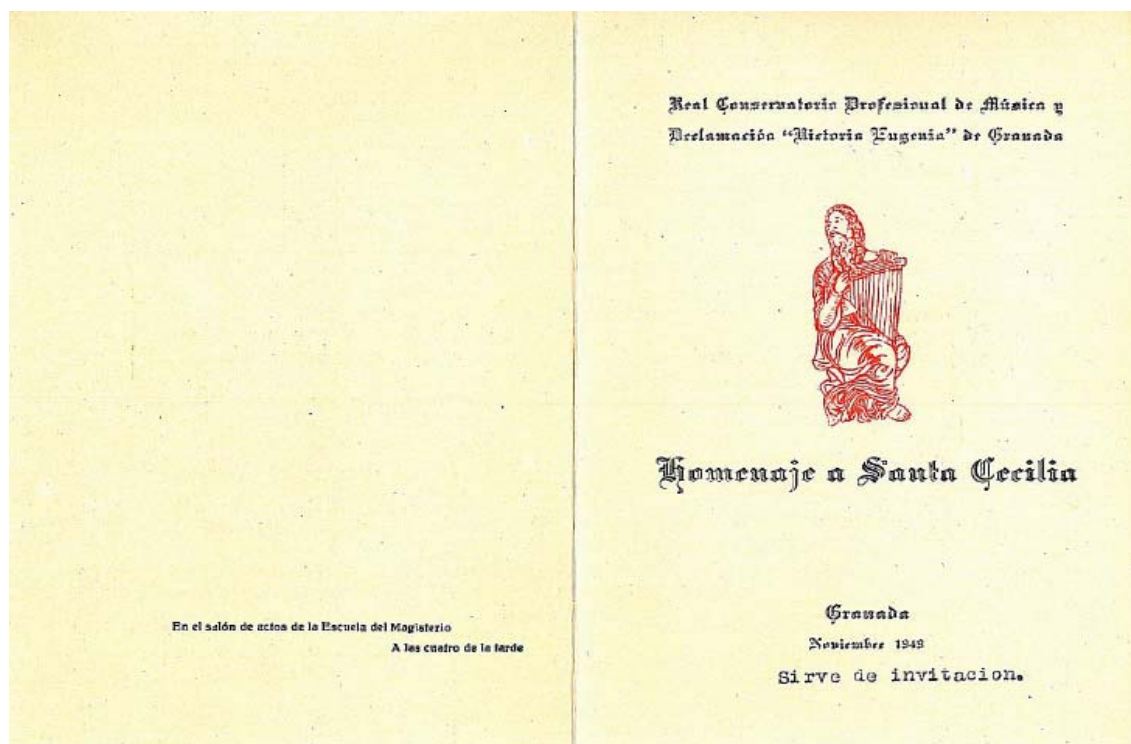 En el salón de actos de la Escuela del Magisterio
A las cuatro de la tarde
Real Conservatorio Profesional de Música y
Declamación “Victoria Eugenia” de Granada
Homenaje a Santa Cecilia
Granada
Noviembre
Sirve de invitacion.